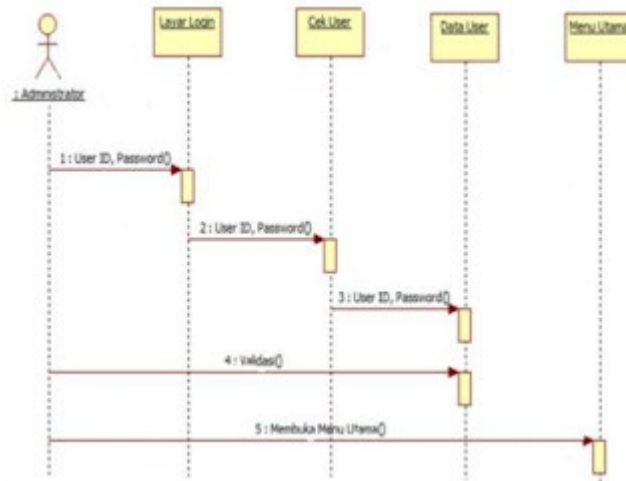 Layar Login
Cek User
Data User
Menu Utama
: Administrator
1 : User ID, Password()
2 : User ID, Password()
3 : User ID, Password()
4 : Validasi()
5 : Membuka Menu Utama()